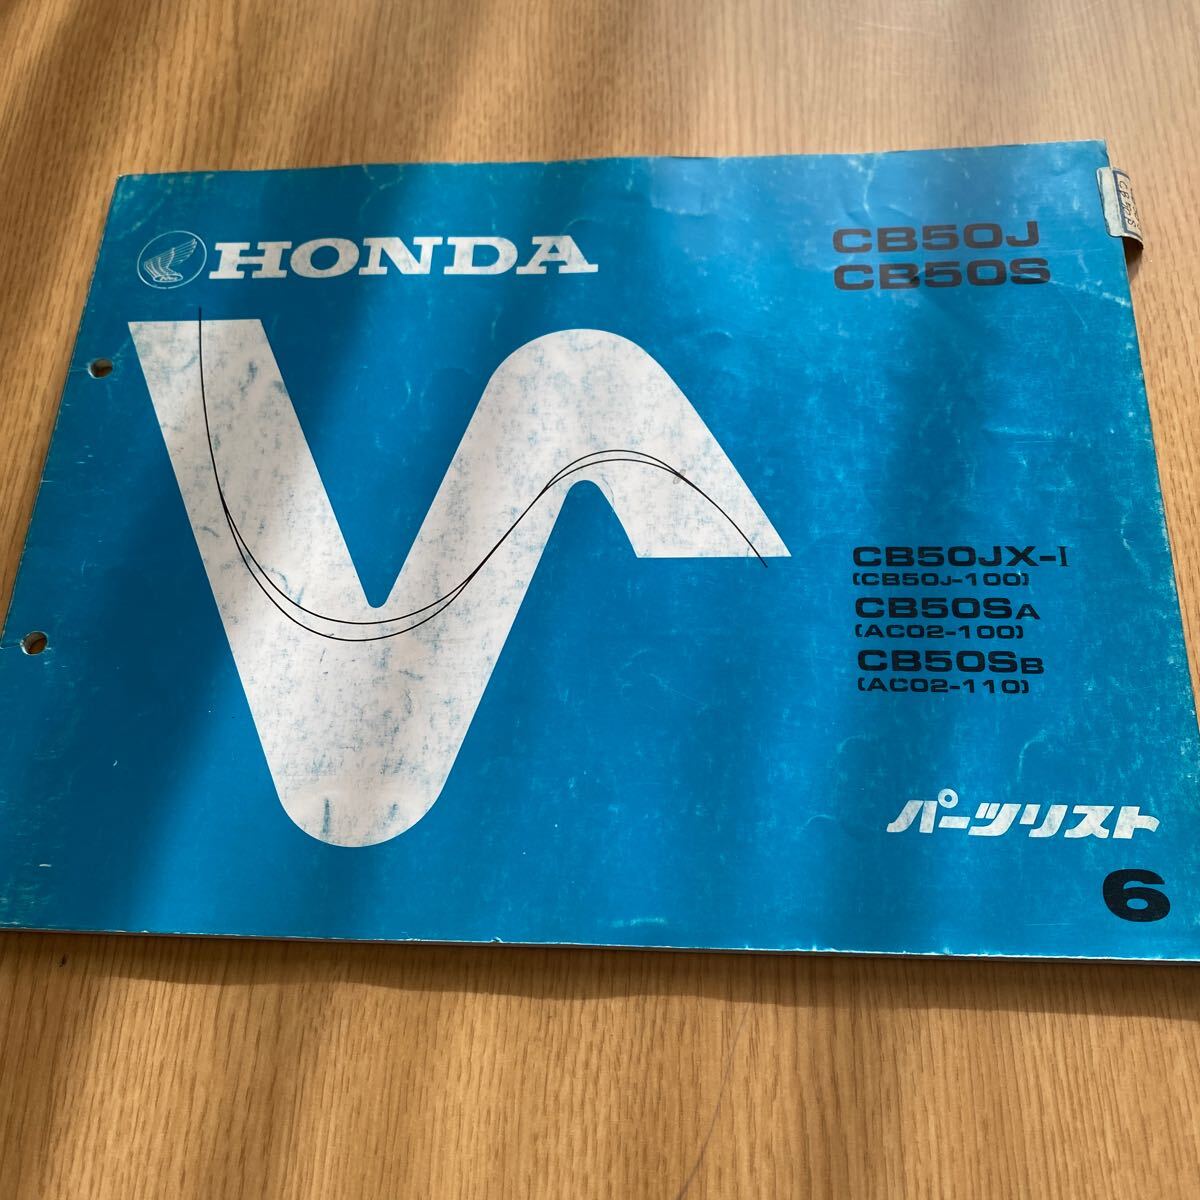 HONDA
CB50J
CB50S
CB50JX-I
(CB50J-100)
CB50SA
(AC02-100)
CB50SB
(AC02-110)
パーツリスト
6